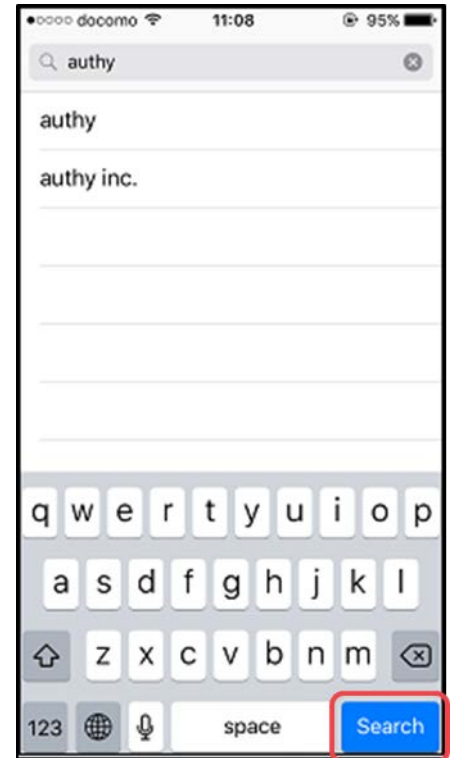 docomo 11:08 95%
authy
authy
authy inc.
q w e r t y u i o p
a s d f g h j k l
z x c v b n m
123 space Search